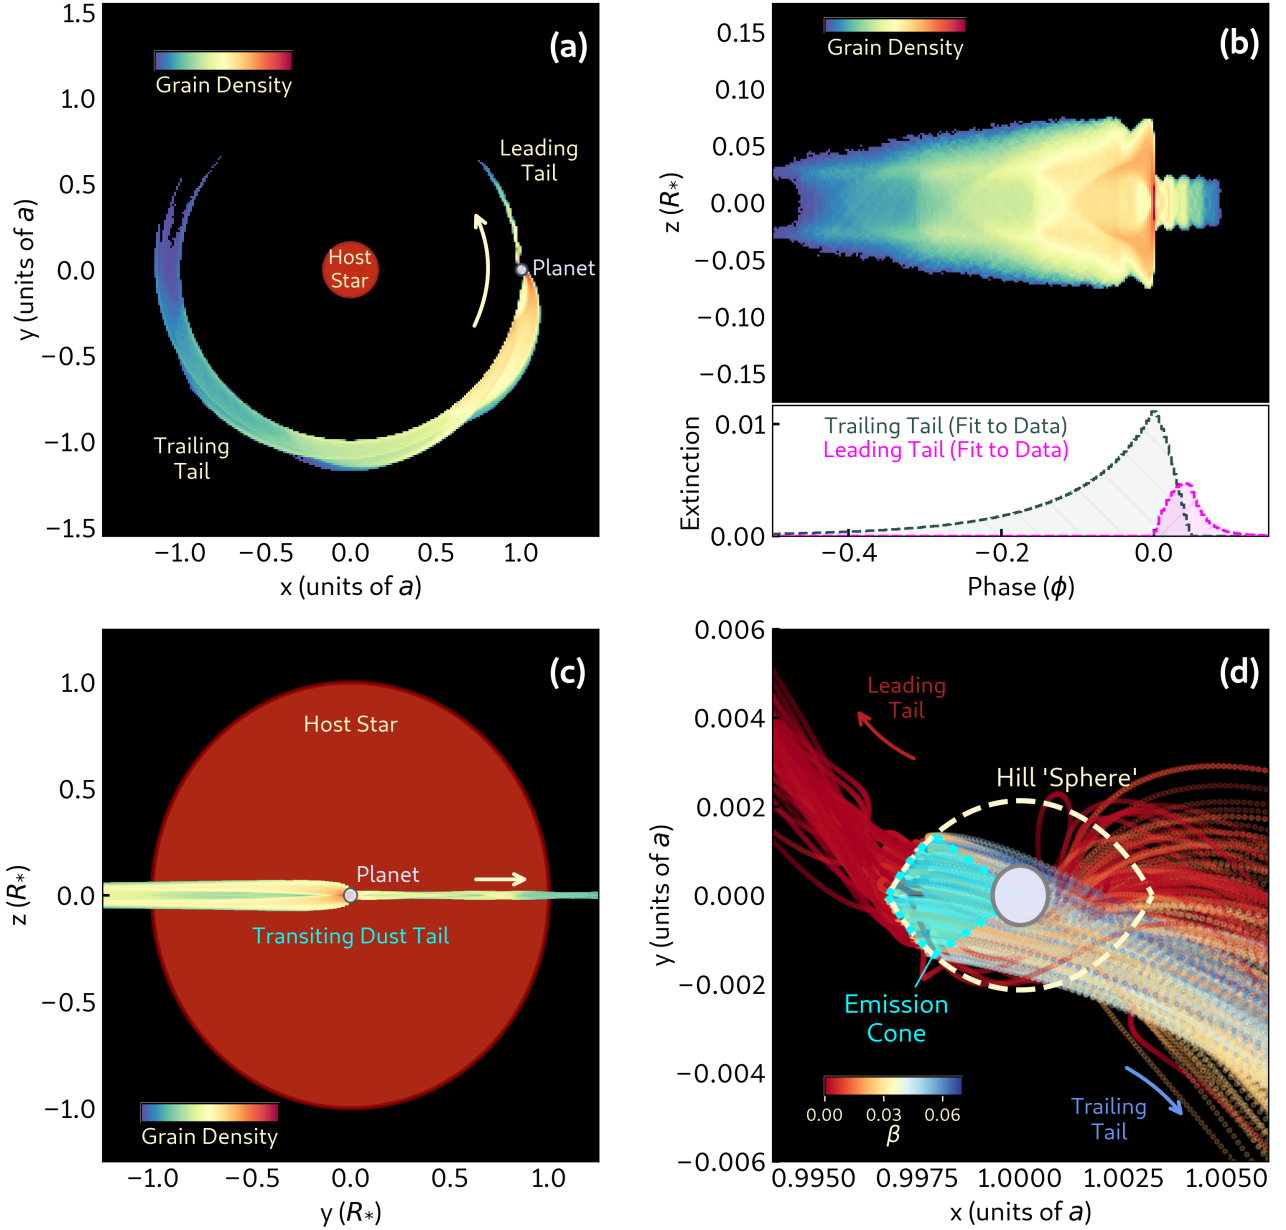 (a)
Grain Density
Leading
Tail
Host
Star
Planet
Trailing
Tail
1.5
1.0
0.5
0.0
−0.5
−1.0
−1.5
y (units of a)
−1.0 −0.5 0.0 0.5 1.0
x (units of a)
(b)
Grain Density
0.15
0.10
0.05
0.00
−0.05
−0.10
−0.15
z (R*)
Trailing Tail (Fit to Data)
Leading Tail (Fit to Data)
0.01
0.00
Extinction
−0.4 −0.2 0.0
Phase (ϕ)
(c)
Host Star
Planet
Transiting Dust Tail
Grain Density
1.0
0.5
0.0
−0.5
−1.0
z (R*)
−1.0 −0.5 0.0 0.5 1.0
y (R*)
(d)
Leading
Tail
Hill 'Sphere'
Emission
Cone
0.00 0.03 0.06
β
Trailing
Tail
0.006
0.004
0.002
0.000
−0.002
−0.004
−0.006
y (units of a)
0.9950 0.9975 1.0000 1.0025 1.0050
x (units of a)